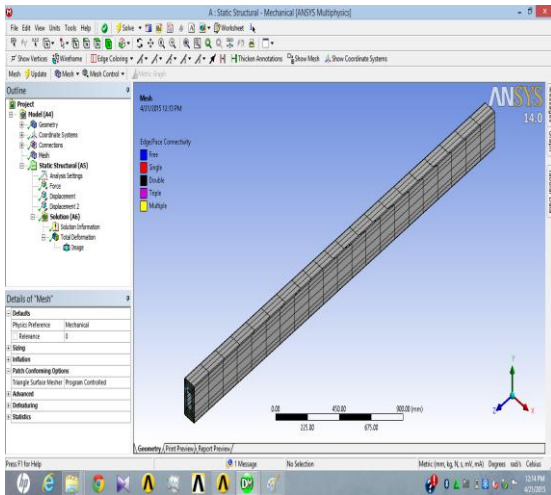 A : Static Structural - Mechanical [ANSYS Multiphysics]
File Edit View Units Tools Help Solve Worksheet
Show Vertices Wireframe Edge Coloring Thicken Annotations Show Mesh Show Coordinate Systems
Mesh Update Mesh Mesh Control Metric Graph
Outline
Project
Model (A4)
Geometry
Coordinate Systems
Connections
Mesh
Static Structural (A5)
Analysis Settings
Force
Displacement
Displacement 2
Solution (A6)
Solution Information
Total Deformation
Image
Details of "Mesh"
Defaults
Physics Preference Mechanical
Relevance 0
Sizing
Inflation
Patch Conforming Options
Triangle Surface Mesher Program Controlled
Advanced
Defeaturing
Statistics
Mesh
4/21/2015 12:13 PM
Edge/Face Connectivity
Free
Single
Double
Triple
Multiple
ANSYS
14.0
0.00 450.00 900.00 (mm)
225.00 675.00
Y
Z X
Geometry Print Preview Report Preview
Press F1 for Help 1 Message No Selection Metric (mm, kg, N, s, mV, mA) Degrees rad/s Celsius
12:14 PM
4/21/2015